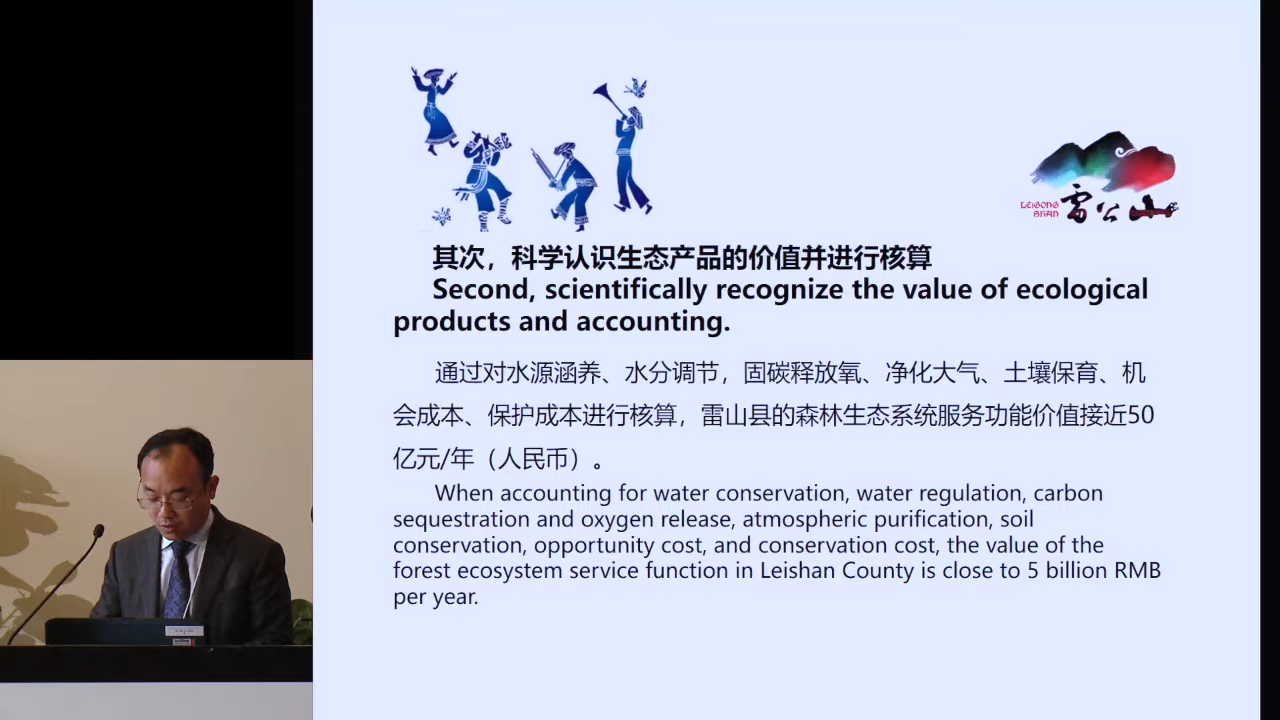 LEIGONG
SHAN
雷公山
其次，科学认识生态产品的价值并进行核算
Second, scientifically recognize the value of ecological
products and accounting.
通过对水源涵养、水分调节，固碳释放氧、净化大气、土壤保育、机
会成本、保护成本进行核算，雷山县的森林生态系统服务功能价值接近50
亿元/年（人民币）。
When accounting for water conservation, water regulation, carbon
sequestration and oxygen release, atmospheric purification, soil
conservation, opportunity cost, and conservation cost, the value of the
forest ecosystem service function in Leishan County is close to 5 billion RMB
per year.